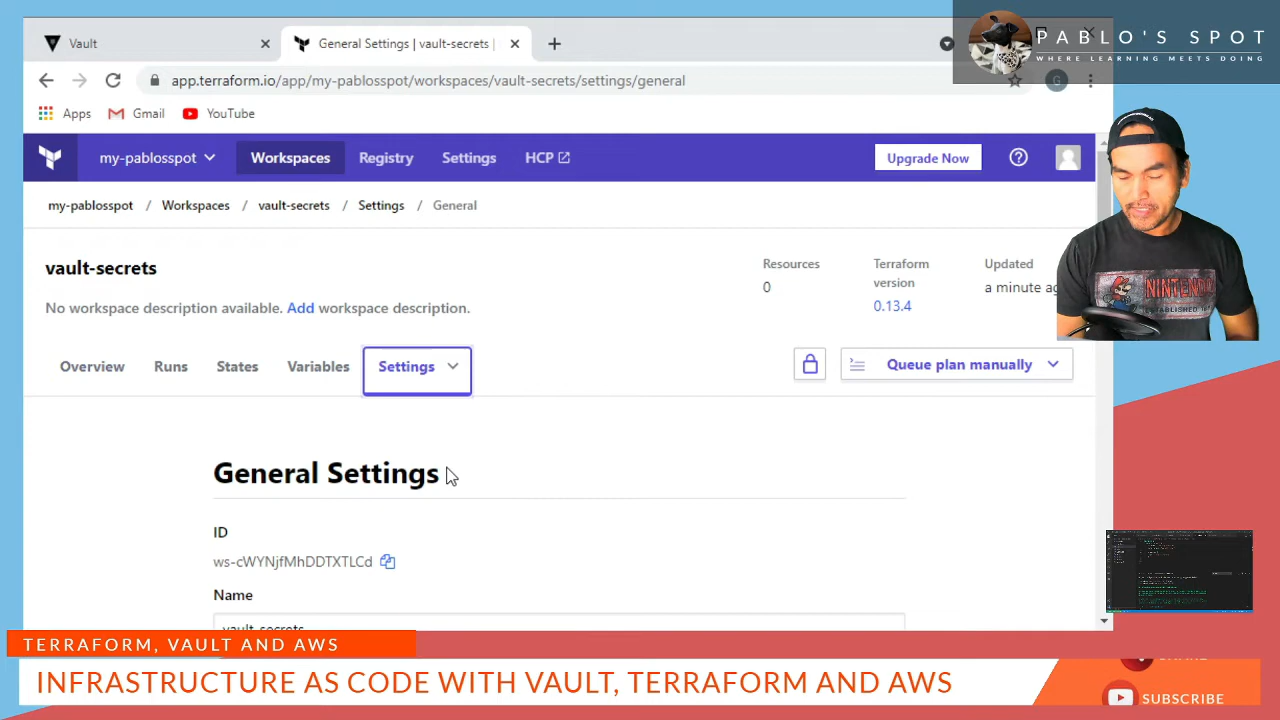 Vault
General Settings | vault-secrets |
PABLO'S SPOT
WHERE LEARNING MEETS DOING
app.terraform.io/app/my-pablosspot/workspaces/vault-secrets/settings/general
G
Apps
Gmail
YouTube
my-pablosspot
Workspaces
Registry
Settings
HCP
Upgrade Now
my-pablosspot / Workspaces / vault-secrets / Settings / General
vault-secrets
Resources
0
Terraform version
0.13.4
Updated
a minute ag
No workspace description available. Add workspace description.
Overview
Runs
States
Variables
Settings
Queue plan manually
General Settings
ID
ws-cWYNjfMhDDTXTLCd
Name
vault-secrets
NINTENDO
ESTABLISHED
TERRAFORM, VAULT AND AWS
INFRASTRUCTURE AS CODE WITH VAULT, TERRAFORM AND AWS
SUBSCRIBE